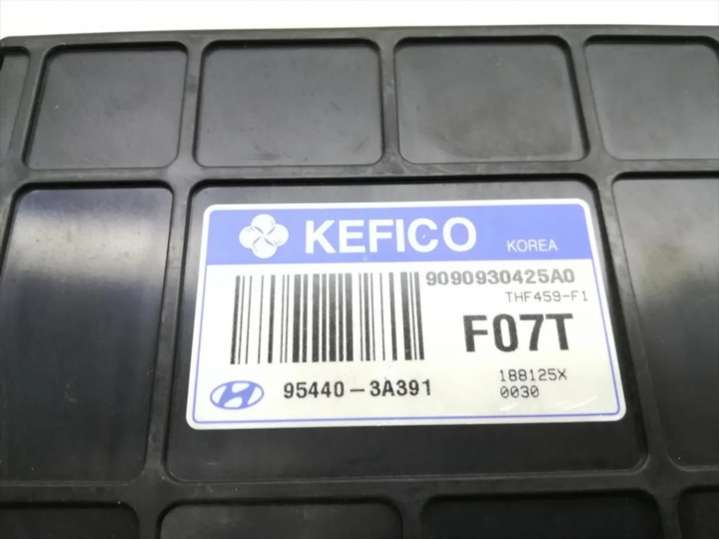 KEFICO KOREA
9090930425A0
THF459-F1
F07T
95440-3A391
188125X
0030